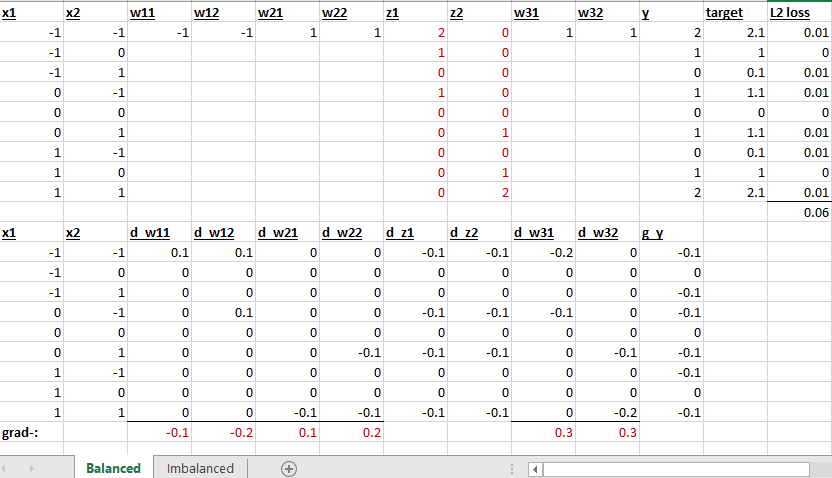 x1 x2 w11 w12 w21 w22 z1 z2 w31 w32 y target L2 loss
-1 -1 -1 -1 1 1 2 0 1 1 2 2.1 0.01
-1 0 1 0 1 1 0
-1 1 0 0 0 0.1 0.01
0 -1 1 0 1 1.1 0.01
0 0 0 0 0 0 0
0 1 0 1 1 1.1 0.01
1 -1 0 0 0 0.1 0.01
1 0 0 1 1 1 0
1 1 0 2 2 2.1 0.01
0.06
x1 x2 d_w11 d_w12 d_w21 d_w22 d_z1 d_z2 d_w31 d_w32 g_y
-1 -1 0.1 0.1 0 0 -0.1 -0.1 -0.2 0 -0.1
-1 0 0 0 0 0 0 0 0 0 0
-1 1 0 0 0 0 0 0 0 0 -0.1
0 -1 0 0.1 0 0 -0.1 -0.1 -0.1 0 -0.1
0 0 0 0 0 0 0 0 0 0 0
0 1 0 0 0 -0.1 -0.1 -0.1 0 -0.1 -0.1
1 -1 0 0 0 0 0 0 0 0 -0.1
1 0 0 0 0 0 0 0 0 0 0
1 1 0 0 -0.1 -0.1 -0.1 -0.1 0 -0.2 -0.1
grad-: -0.1 -0.2 0.1 0.2 0.3 0.3
Balanced Imbalanced